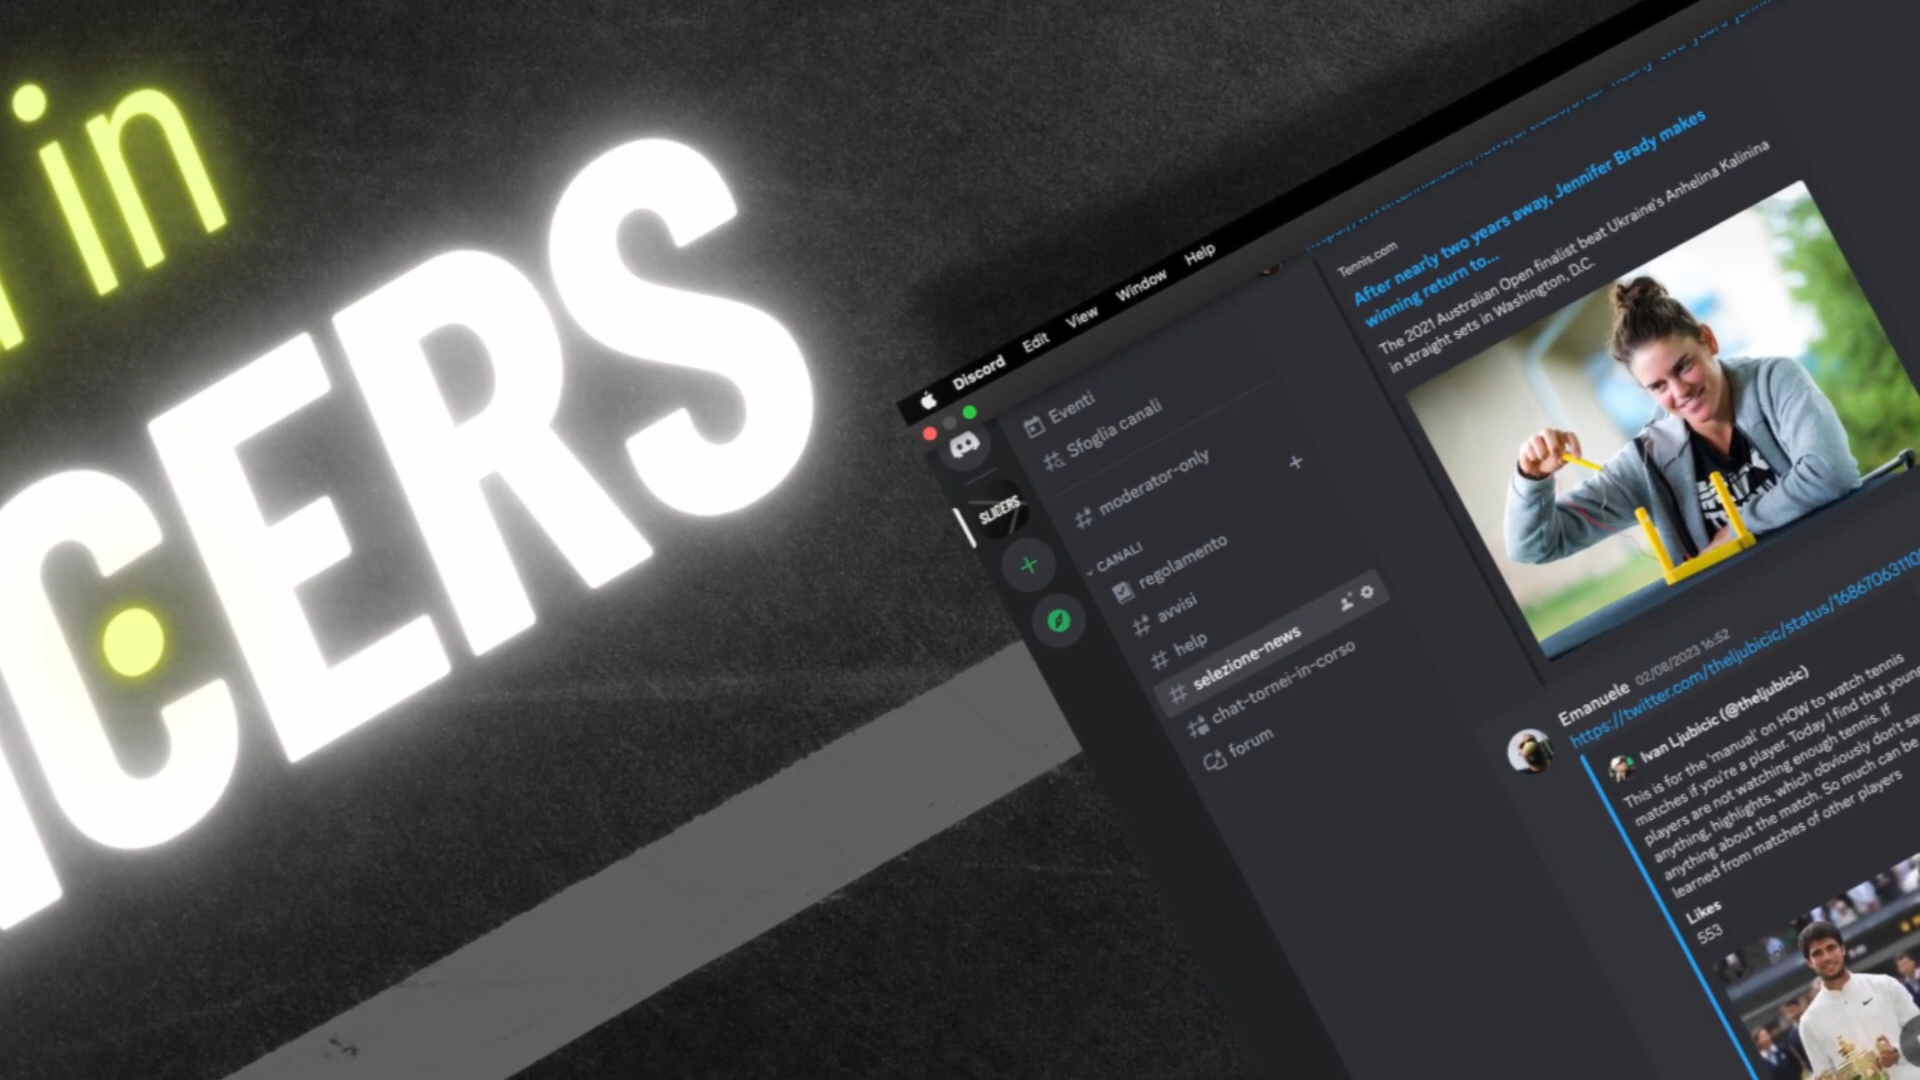 in
CERS
Discord Edit View Window Help
Eventi
Sfoglia canali
moderator-only
CANALI
regolamento
avvisi
help
selezione-news
chat-tornei-in-corso
forum
SLICERS
Tennis.com
After nearly two years away, Jennifer Brady makes
winning return to...
The 2021 Australian Open finalist beat Ukraine's Anhelina Kalinina
in straight sets in Washington, D.C.
Emanuele 02/08/2023 16:52
https://twitter.com/theljubicic/status/1686706311
Ivan Ljubicic (@theljubicic)
This is for the 'manual' on HOW to watch tennis
matches if you're a player. Today I find that young
players are not watching enough tennis. If
anything, highlights, which obviously don't say
anything about the match. So much can be
learned from matches of other players
Likes
553